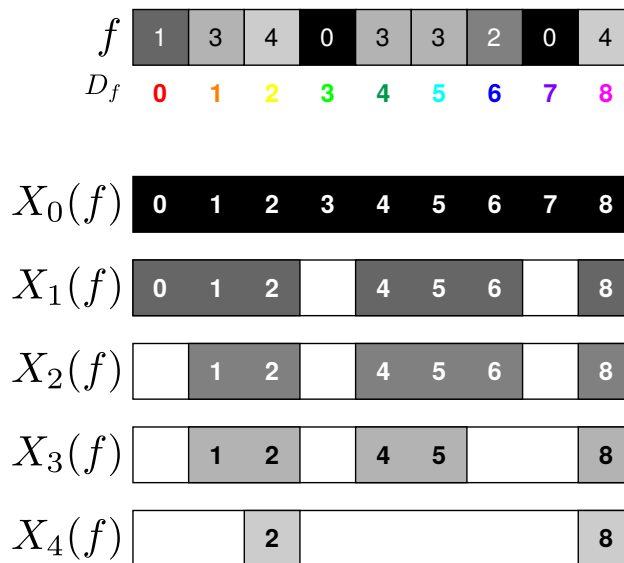 f 1 3 4 0 3 3 2 0 4
D_f 0 1 2 3 4 5 6 7 8
X_0(f) 0 1 2 3 4 5 6 7 8
X_1(f) 0 1 2 4 5 6 8
X_2(f) 1 2 4 5 6 8
X_3(f) 1 2 4 5 8
X_4(f) 2 8